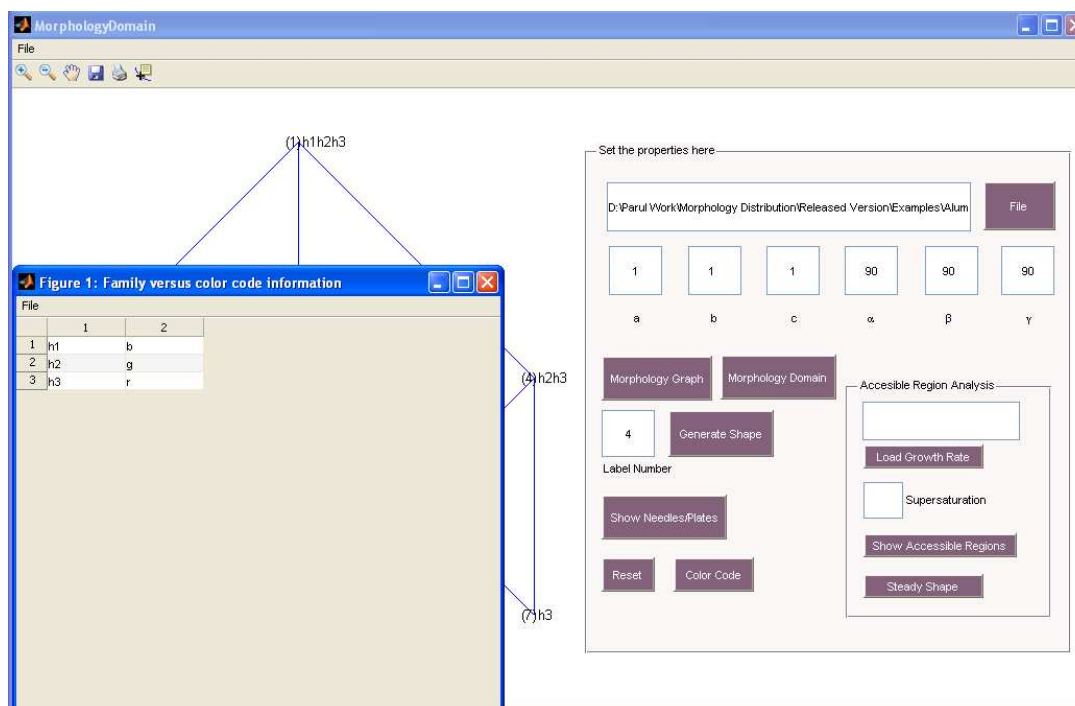 MorphologyDomain
File
(1)h1h2h3
(4)h2h3
(7)h3
Figure 1: Family versus color code information
File
1 2
1 h1 b
2 h2 g
3 h3 r
Set the properties here
D:\Parul Work\Morphology Distribution\Released Version\Examples\Alum
File
1 1 1 90 90 90
a b c α β γ
Morphology Graph
Morphology Domain
4
Generate Shape
Label Number
Show Needles/Plates
Reset
Color Code
Accesible Region Analysis
Load Growth Rate
Supersaturation
Show Accessible Regions
Steady Shape